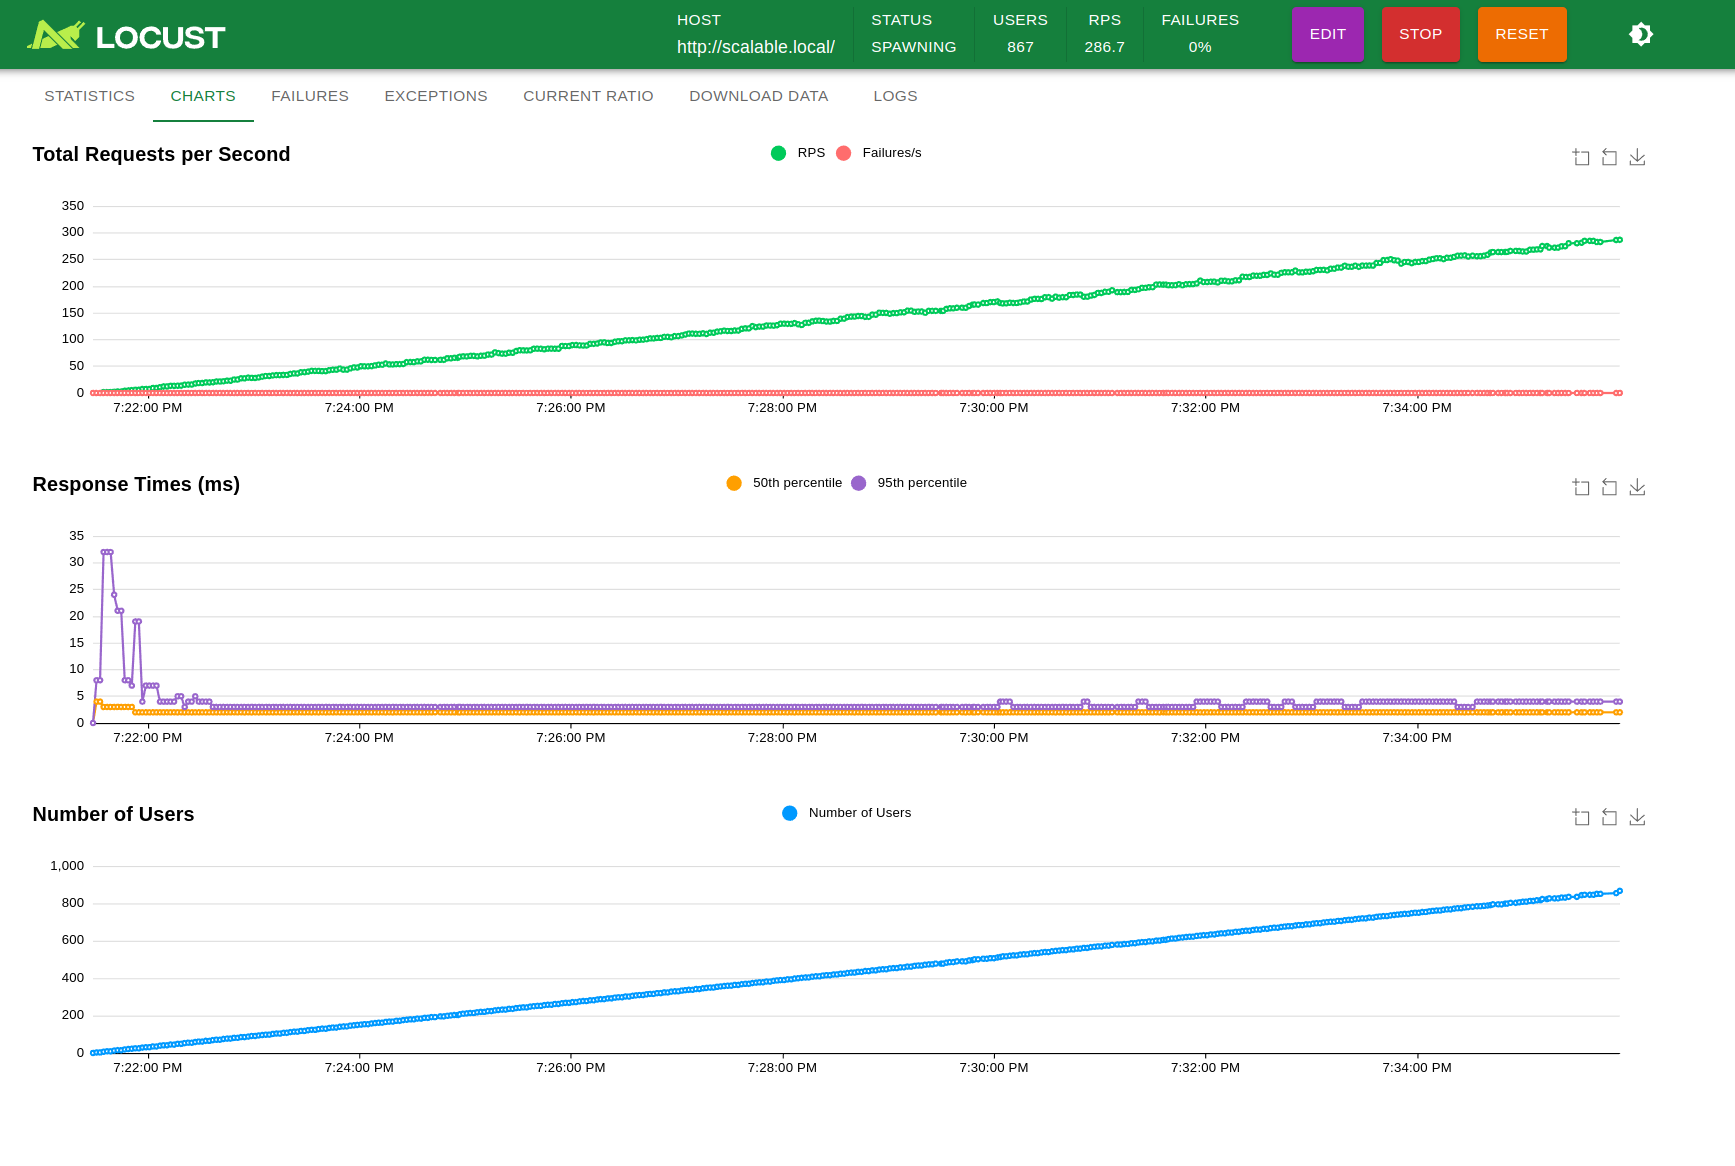 LOCUST
HOST
http://scalable.local/
STATUS
SPAWNING
USERS
867
RPS
286.7
FAILURES
0%
EDIT
STOP
RESET
STATISTICS CHARTS FAILURES EXCEPTIONS CURRENT RATIO DOWNLOAD DATA LOGS
Total Requests per Second
RPS Failures/s
350
300
250
200
150
100
50
0
7:22:00 PM 7:24:00 PM 7:26:00 PM 7:28:00 PM 7:30:00 PM 7:32:00 PM 7:34:00 PM
Response Times (ms)
50th percentile 95th percentile
35
30
25
20
15
10
5
0
7:22:00 PM 7:24:00 PM 7:26:00 PM 7:28:00 PM 7:30:00 PM 7:32:00 PM 7:34:00 PM
Number of Users
Number of Users
1,000
800
600
400
200
0
7:22:00 PM 7:24:00 PM 7:26:00 PM 7:28:00 PM 7:30:00 PM 7:32:00 PM 7:34:00 PM